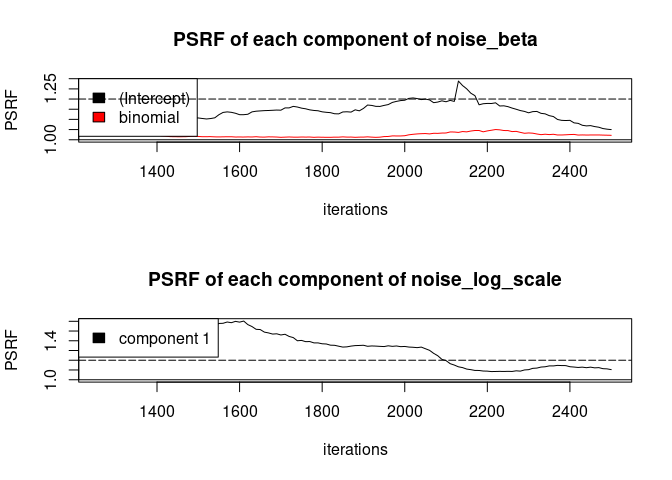 PSRF of each component of noise_beta
PSRF
1.00
1.25
(Intercept)
binomial
1400 1600 1800 2000 2200 2400
iterations
PSRF of each component of noise_log_scale
PSRF
1.0
1.4
component 1
1400 1600 1800 2000 2200 2400
iterations